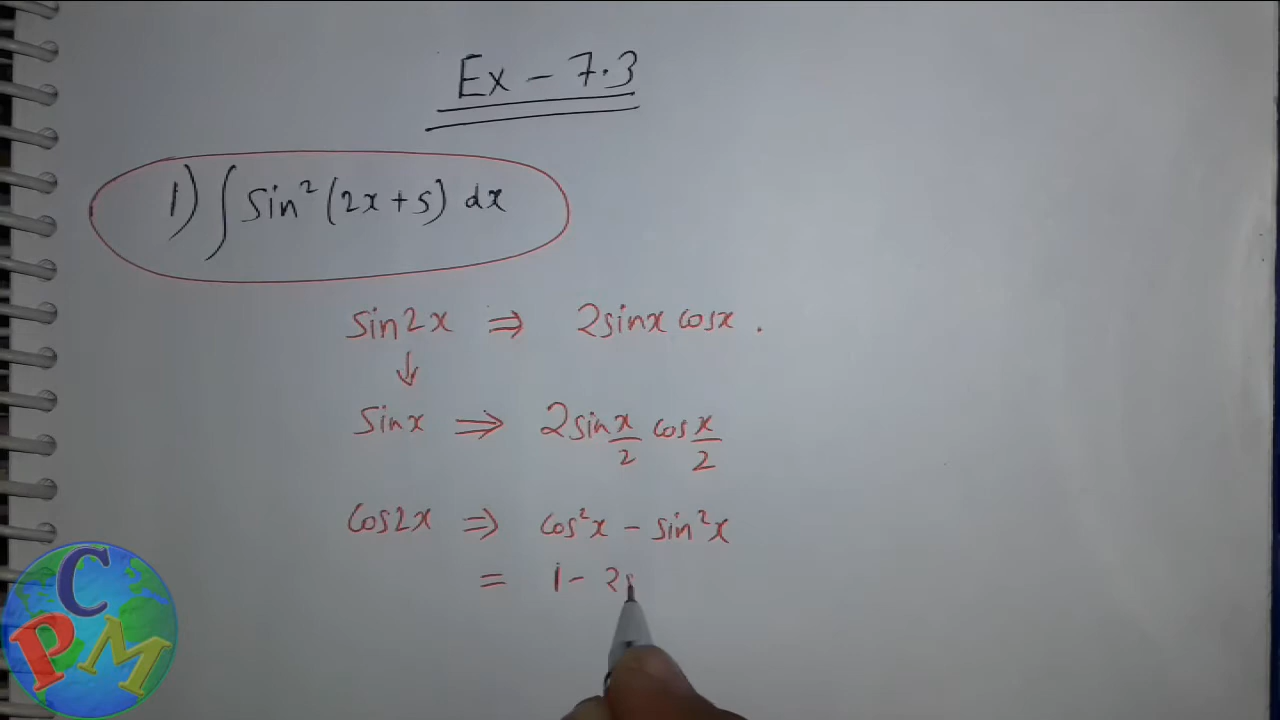 Ex - 7.3
1) ∫ sin² (2x+5) dx
sin2x ⇒ 2sinx cosx .
↓
sinx ⇒ 2sin x/2 cos x/2
cos2x ⇒ cos²x - sin²x
= 1 - 2s
CPM